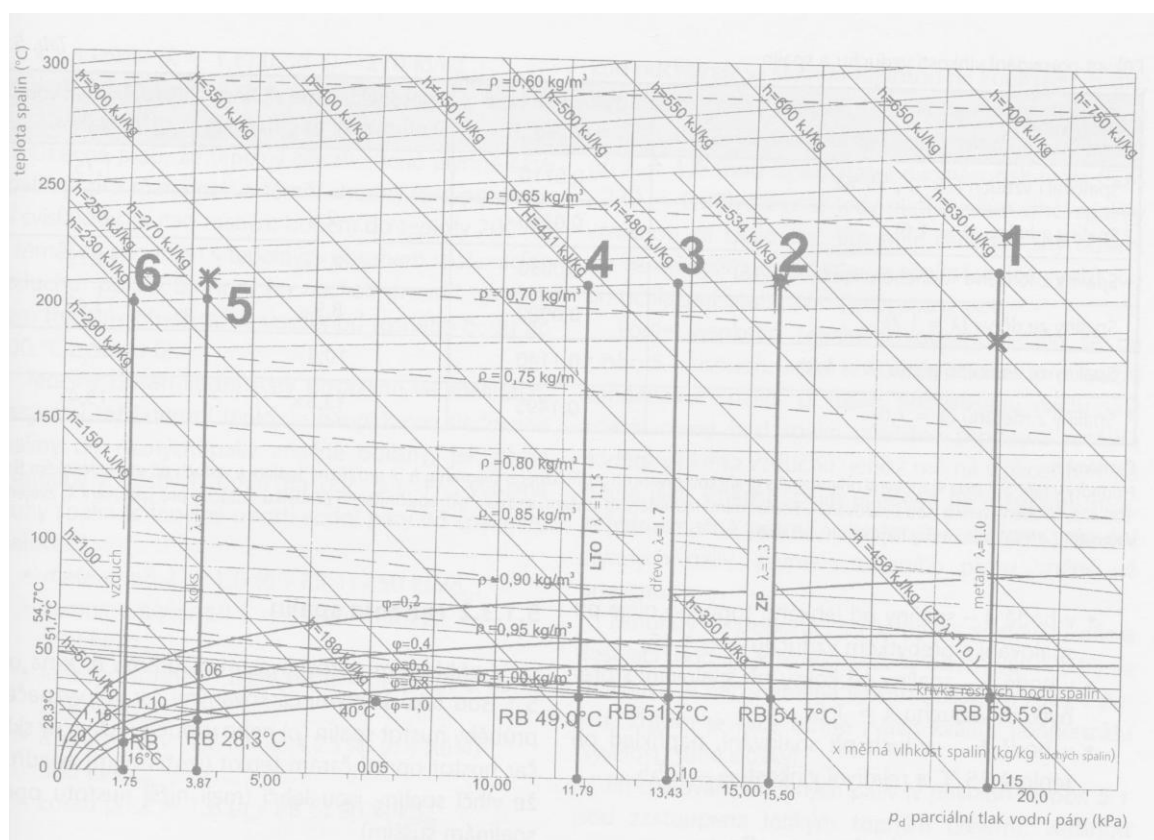 teplota spalin (°C)
300
250
200
150
100
50
0
54,7°C
51,7°C
28,3°C
h=300 kJ/kg
h=350 kJ/kg
h=400 kJ/kg
h=450 kJ/kg
h=500 kJ/kg
h=550 kJ/kg
h=600 kJ/kg
h=650 kJ/kg
h=700 kJ/kg
h=750 kJ/kg
ρ = 0,60 kg/m³
ρ = 0,65 kg/m³
h=250 kJ/kg
h=230 kJ/kg
h=270 kJ/kg
H=441 kJ/kg
h=480 kJ/kg
h=534 kJ/kg
h=630 kJ/kg
6
5
4
3
2
1
ρ = 0,70 kg/m³
h=200 kJ/kg
ρ = 0,75 kg/m³
h=150 kJ/kg
ρ = 0,80 kg/m³
ρ = 0,85 kg/m³
h=100
ρ = 0,90 kg/m³
vzduch
koks λ=1,6
LTO λ=1,15
dřevo λ=1,7
ZP λ=1,3
metan λ=1,0
h=450 kJ/kg (ZPλ=1,0)
φ=0,2
φ=0,4
φ=0,6
φ=0,8
φ=1,0
ρ = 0,95 kg/m³
ρ =1,00 kg/m³
h=180 kJ/kg
h=350 kJ/kg
h=50 kJ/kg
1,06
1,10
1,16
1,20
40°C
křivka rosných bodů spalin
RB
16°C
RB 28,3°C
RB 49,0°C
RB 51,7°C
RB 54,7°C
RB 59,5°C
x měrná vlhkost spalin (kg/kg suchých spalin)
0
1,75
5,00
0,05
10,00
11,79
0,10
13,43
15,00
15,50
0,15
20,0
pd parciální tlak vodní páry (kPa)